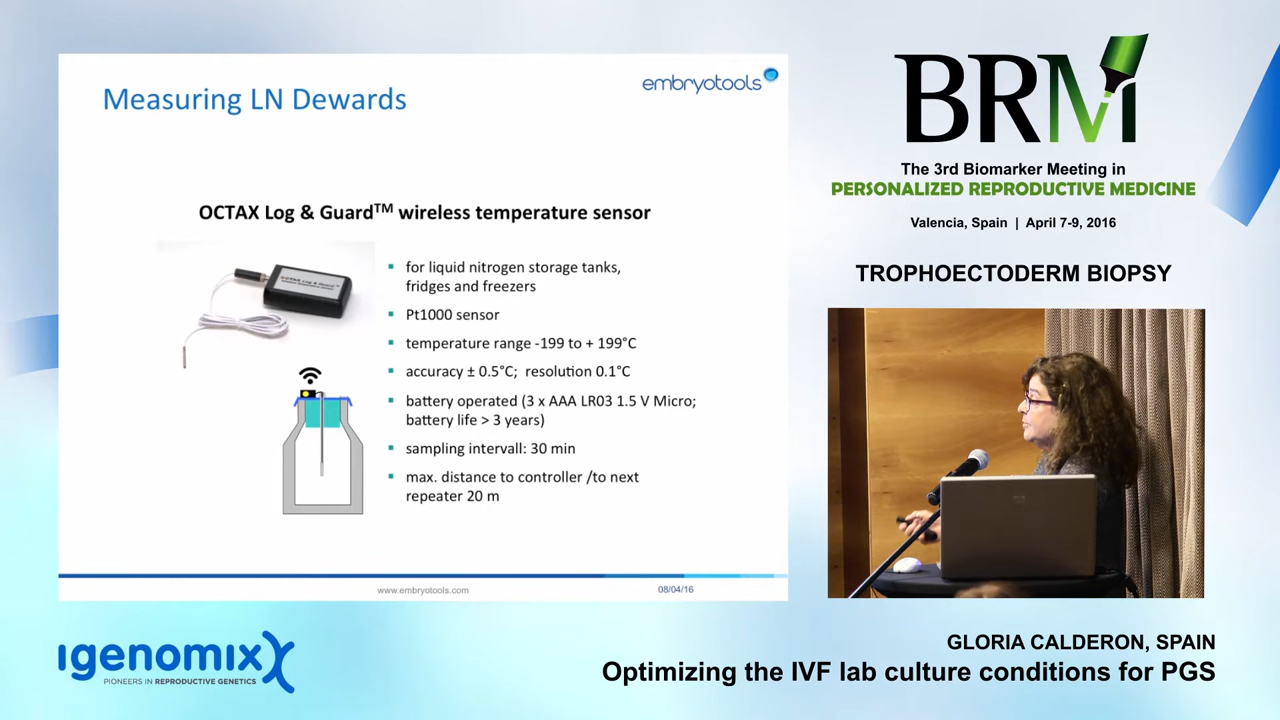 Measuring LN Dewards
embryotools
OCTAX Log & Guard™ wireless temperature sensor
OCTAX Log & Guard™
for liquid nitrogen storage tanks,
fridges and freezers
Pt1000 sensor
temperature range -199 to + 199°C
accuracy ± 0.5°C; resolution 0.1°C
battery operated (3 x AAA LR03 1.5 V Micro;
battery life > 3 years)
sampling intervall: 30 min
max. distance to controller /to next
repeater 20 m
www.embryotools.com
08/04/16
BRM
The 3rd Biomarker Meeting in
PERSONALIZED REPRODUCTIVE MEDICINE
Valencia, Spain | April 7-9, 2016
TROPHOECTODERM BIOPSY
igenomix
PIONEERS IN REPRODUCTIVE GENETICS
GLORIA CALDERON, SPAIN
Optimizing the IVF lab culture conditions for PGS